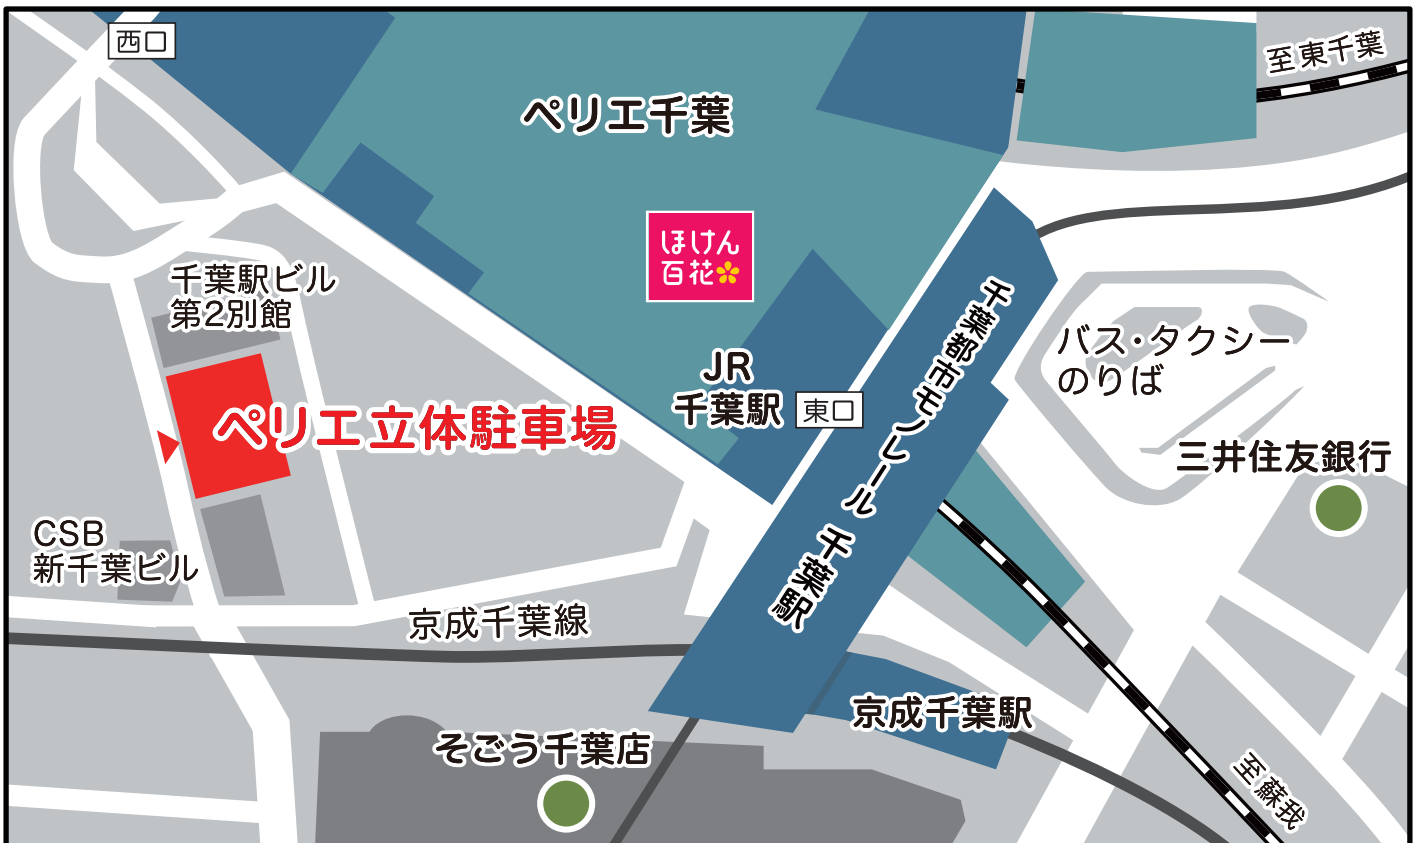 西口
至東千葉
ペリエ千葉
ほけん
百花
千葉駅ビル
第2別館
千葉都市モノレール 千葉駅
バス・タクシー
のりば
JR
千葉駅
東口
ペリエ立体駐車場
三井住友銀行
CSB
新千葉ビル
京成千葉線
京成千葉駅
そごう千葉店
至蘇我